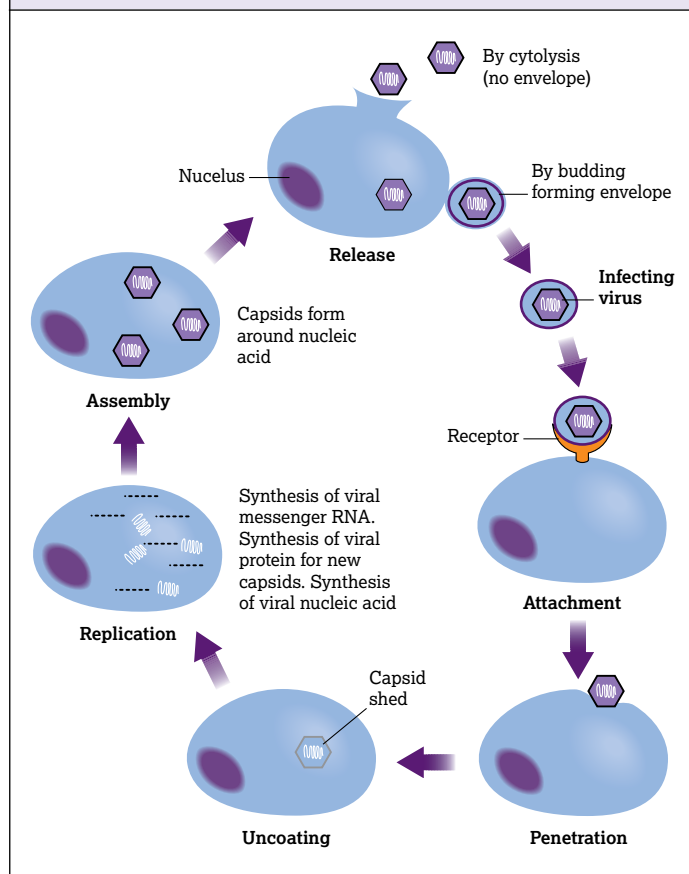 By cytolysis
(no envelope)
Nucelus
By budding
forming envelope
Release
Infecting
virus
Capsids form
around nucleic
acid
Assembly
Receptor
Synthesis of viral
messenger RNA.
Synthesis of viral
protein for new
capsids. Synthesis
of viral nucleic acid
Attachment
Replication
Capsid
shed
Uncoating
Penetration